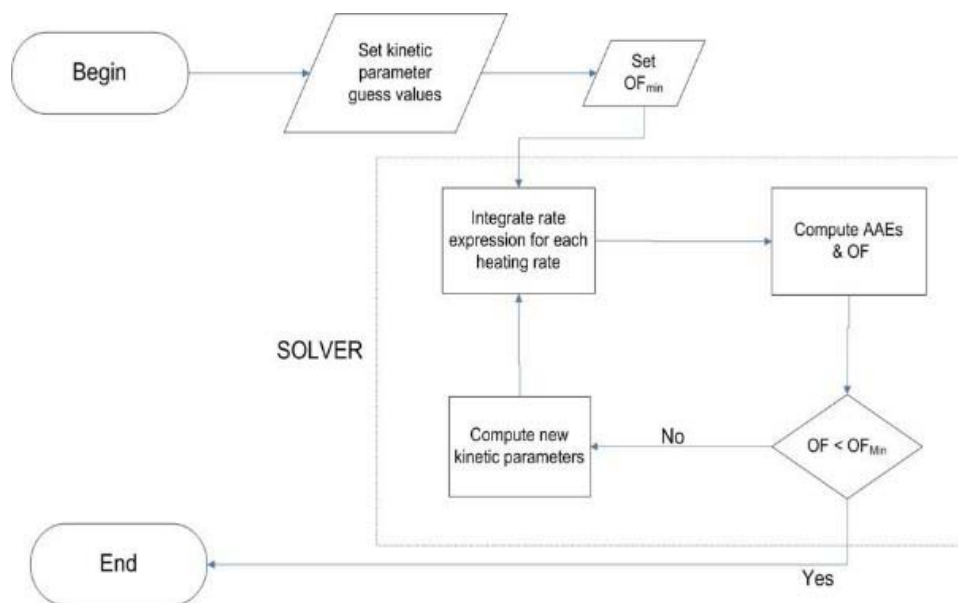 Begin
Set kinetic
parameter
guess values
Set
OFmin
Integrate rate
expression for each
heating rate
Compute AAEs
& OF
SOLVER
Compute new
kinetic parameters
No
OF < OFMin
End
Yes